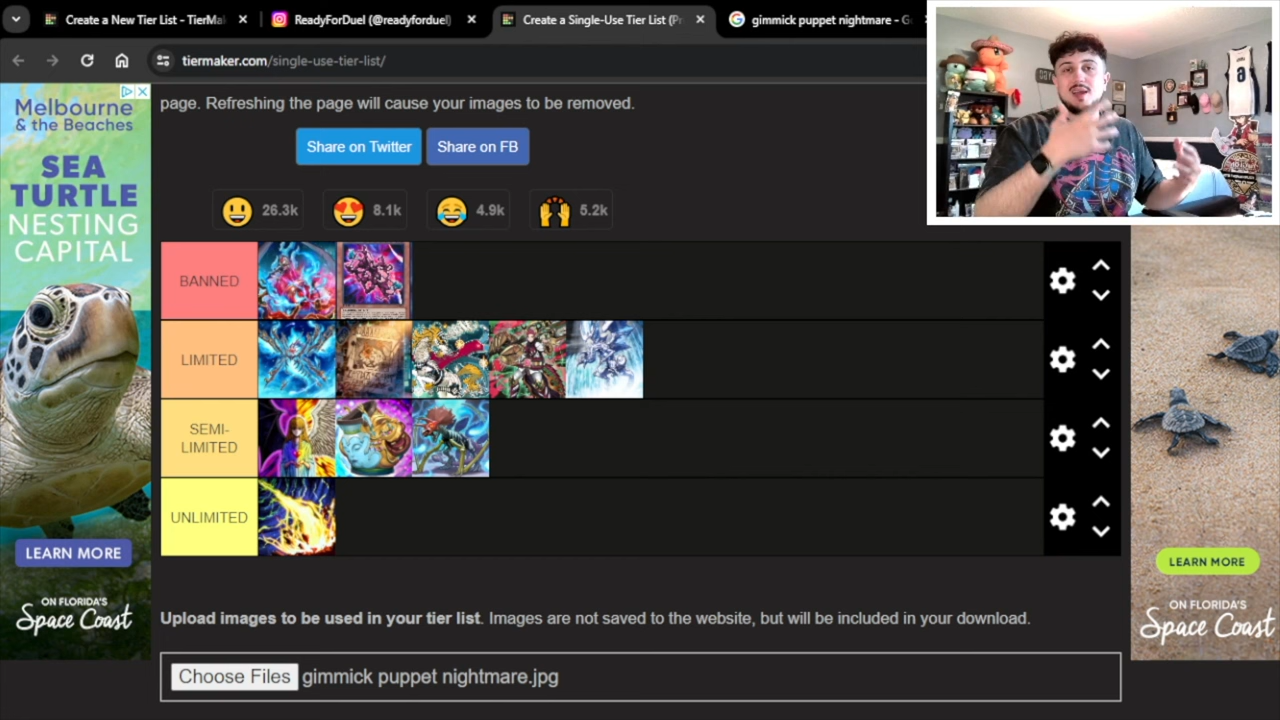 Create a New Tier List - TierMa
ReadyForDuel (@readyforduel)
Create a Single-Use Tier List (Pr
gimmick puppet nightmare - Go
tiermaker.com/single-use-tier-list/
page. Refreshing the page will cause your images to be removed.
Share on Twitter
Share on FB
26.3k
8.1k
4.9k
5.2k
BANNED
LIMITED
SEMI-
LIMITED
UNLIMITED
Upload images to be used in your tier list. Images are not saved to the website, but will be included in your download.
Choose Files gimmick puppet nightmare.jpg
Melbourne
& the Beaches
SEA
TURTLE
NESTING
CAPITAL
LEARN MORE
ON FLORIDA'S
Space Coast
LEARN MORE
ON FLORIDA'S
Space Coast